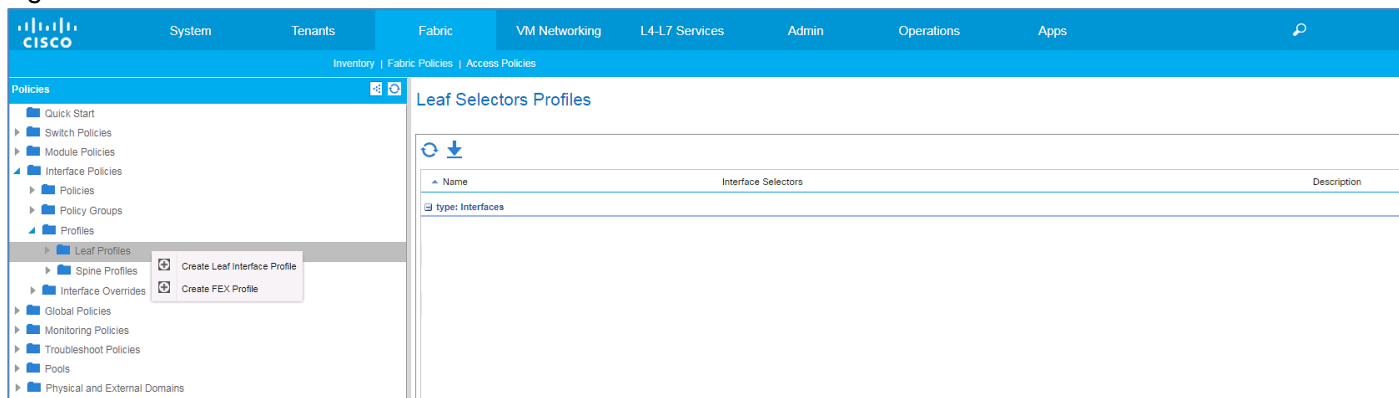 CISCO
System Tenants Fabric VM Networking L4-L7 Services Admin Operations Apps
Inventory | Fabric Policies | Access Policies
Policies
Quick Start
Switch Policies
Module Policies
Interface Policies
Policies
Policy Groups
Profiles
Leaf Profiles
Spine Profiles
Interface Overrides
Global Policies
Monitoring Policies
Troubleshoot Policies
Pools
Physical and External Domains
Create Leaf Interface Profile
Create FEX Profile
Leaf Selectors Profiles
Name Interface Selectors Description
type: Interfaces